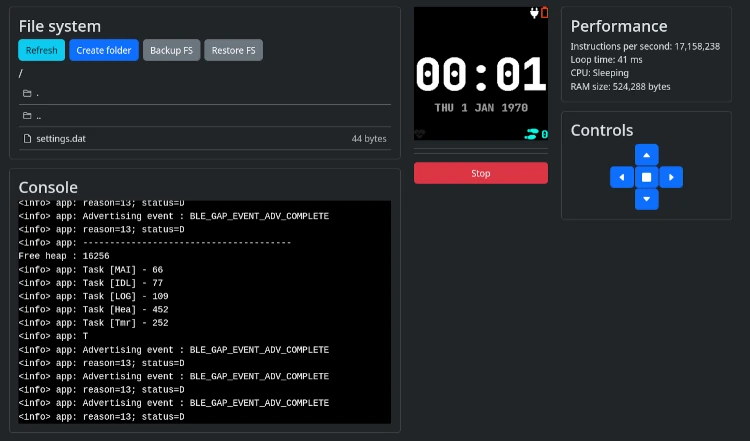 File system
Refresh Create folder Backup FS Restore FS
/
.
..
settings.dat 44 bytes
Console
<info> app: reason=13; status=D
<info> app: Advertising event : BLE_GAP_EVENT_ADV_COMPLETE
<info> app: reason=13; status=D
<info> app: ---------------------------------------
Free heap : 16256
<info> app: Task [MAI] - 66
<info> app: Task [IDL] - 77
<info> app: Task [LOG] - 109
<info> app: Task [Hea] - 452
<info> app: Task [Tmr] - 252
<info> app: T
<info> app: Advertising event : BLE_GAP_EVENT_ADV_COMPLETE
<info> app: reason=13; status=D
<info> app: Advertising event : BLE_GAP_EVENT_ADV_COMPLETE
<info> app: reason=13; status=D
<info> app: Advertising event : BLE_GAP_EVENT_ADV_COMPLETE
<info> app: reason=13; status=D
00:01
THU 1 JAN 1970
0
Stop
Performance
Instructions per second: 17,158,238
Loop time: 41 ms
CPU: Sleeping
RAM size: 524,288 bytes
Controls